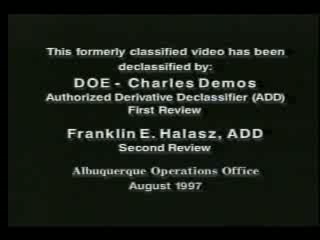 This formerly classified video has been
declassified by:
DOE - Charles Demos
Authorized Derivative Declassifier (ADD)
First Review
Franklin E. Halasz, ADD
Second Review
Albuquerque Operations Office
August 1997